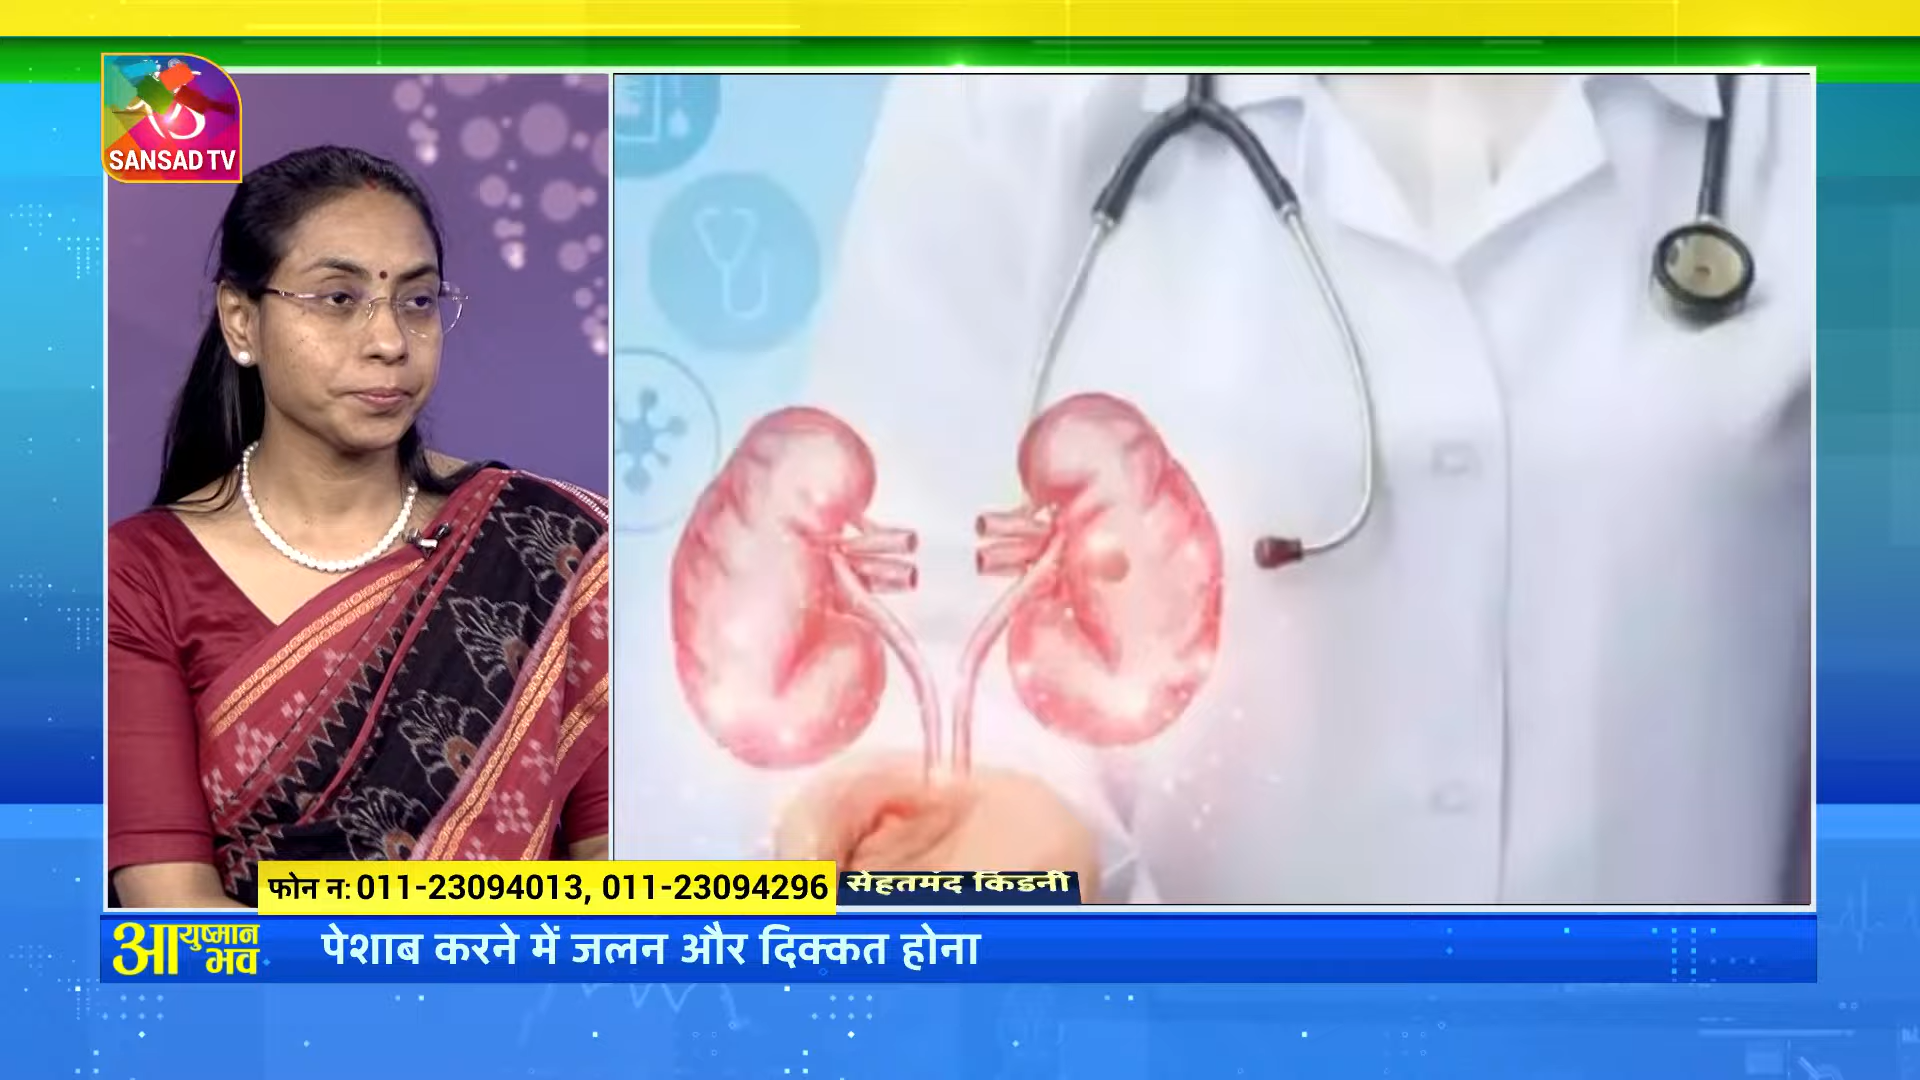 SANSAD TV
फोन न: 011-23094013, 011-23094296
सेहतमंद किडनी
आयुष्मान भव
पेशाब करने में जलन और दिक्कत होना